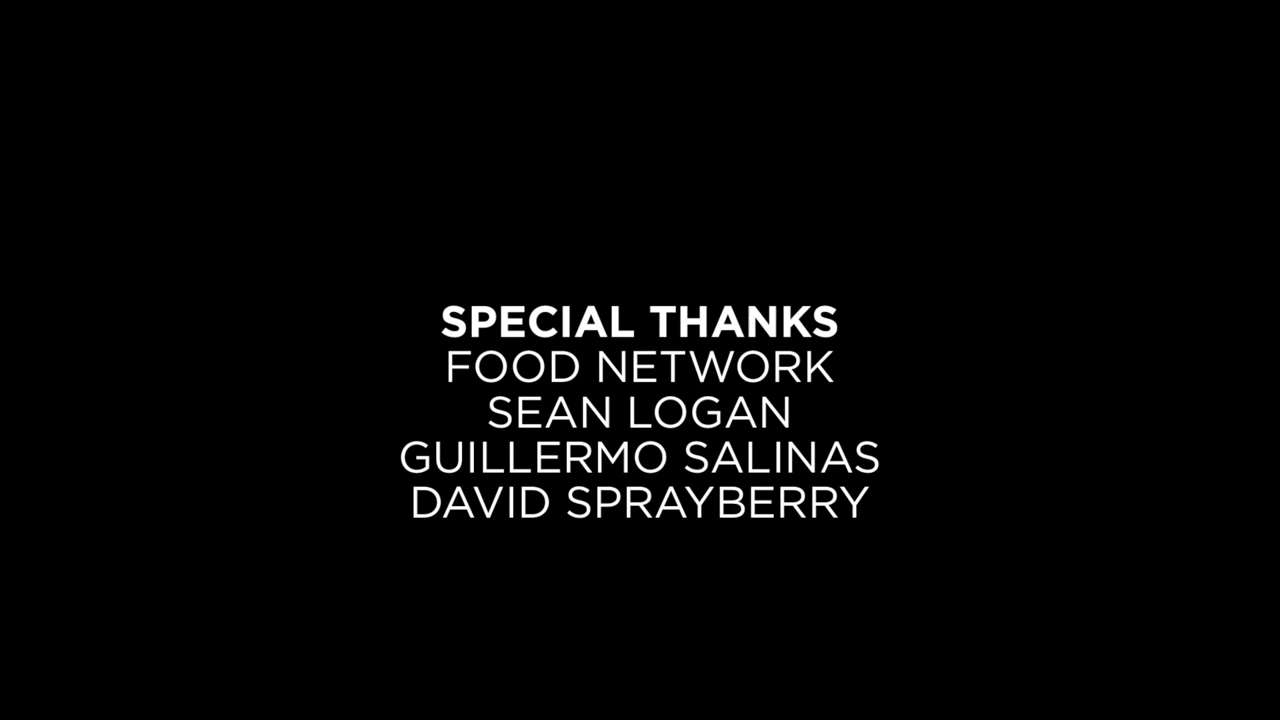 SPECIAL THANKS
FOOD NETWORK
SEAN LOGAN
GUILLERMO SALINAS
DAVID SPRAYBERRY